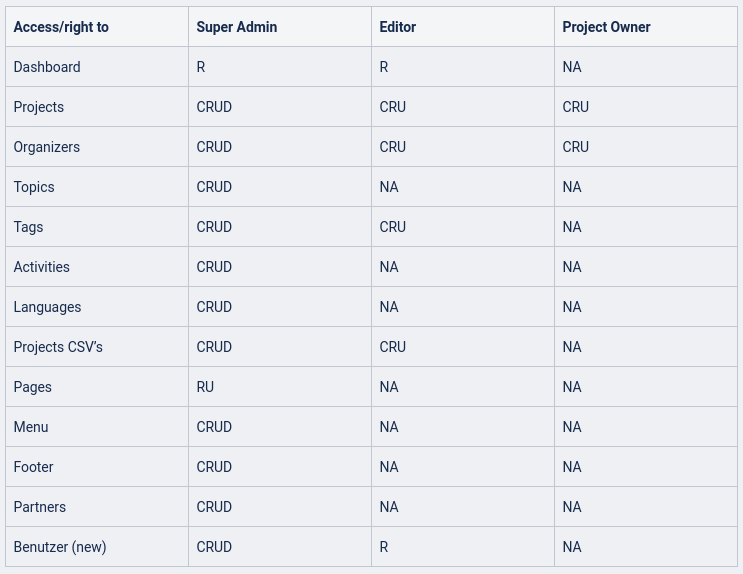 Access/right to Super Admin Editor Project Owner
Dashboard R R NA
Projects CRUD CRU CRU
Organizers CRUD CRU CRU
Topics CRUD NA NA
Tags CRUD CRU NA
Activities CRUD NA NA
Languages CRUD NA NA
Projects CSV’s CRUD CRU NA
Pages RU NA NA
Menu CRUD NA NA
Footer CRUD NA NA
Partners CRUD NA NA
Benutzer (new) CRUD R NA